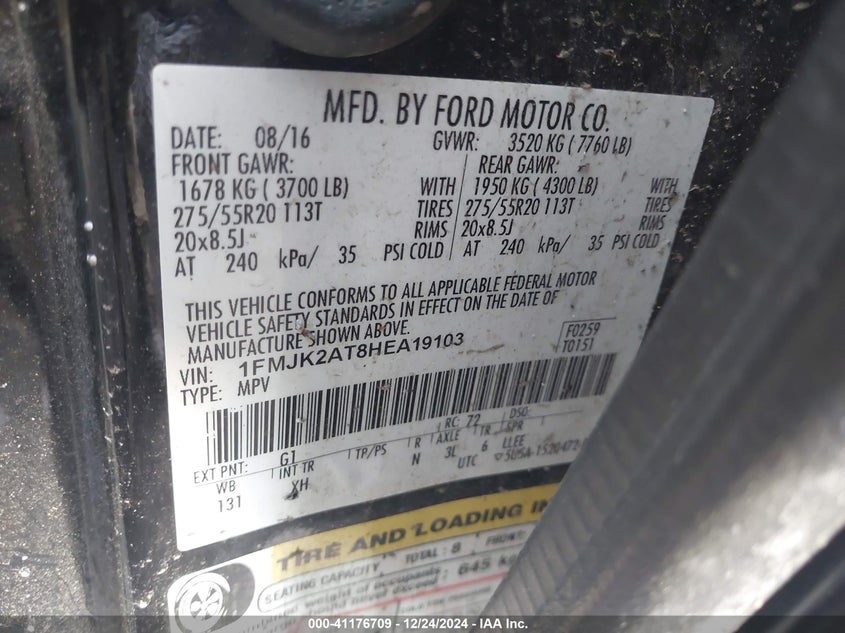 MFD. BY FORD MOTOR CO.
DATE: 08/16 GVWR: 3520 KG ( 7760 LB)
FRONT GAWR: REAR GAWR:
1678 KG ( 3700 LB) WITH 1950 KG ( 4300 LB) WITH
275/55R20 113T TIRES 275/55R20 113T TIRES
20x8.5J RIMS 20x8.5J RIMS
AT 240 kPa/ 35 PSI COLD AT 240 kPa/ 35 PSI COLD
THIS VEHICLE CONFORMS TO ALL APPLICABLE FEDERAL MOTOR
VEHICLE SAFETY STANDARDS IN EFFECT ON THE DATE OF
MANUFACTURE SHOWN ABOVE.
VIN: 1FMJK2AT8HEA19103 F0259
TYPE: MPV T0151
RC: 72 DSO:
EXT PNT: G1 TP/PS R AXLE TR SPR
WB INT TR N 3L 6 LLEE
131 XH UTC
TIRE AND LOADING IN
SEATING CAPACITY TOTAL: 8 FRONT:
weight of occupants 645
000-41176709 - 12/24/2024 - IAA Inc.